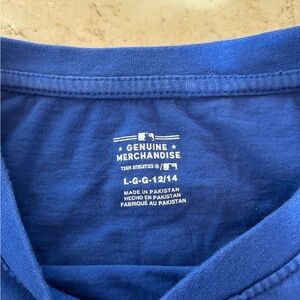 GENUINE
MERCHANDISE
TEAM ATHLETICS
L-G-G-12/14
MADE IN PAKISTAN
HECHO EN PAKISTAN
FABRIQUÉ AU PAKISTAN